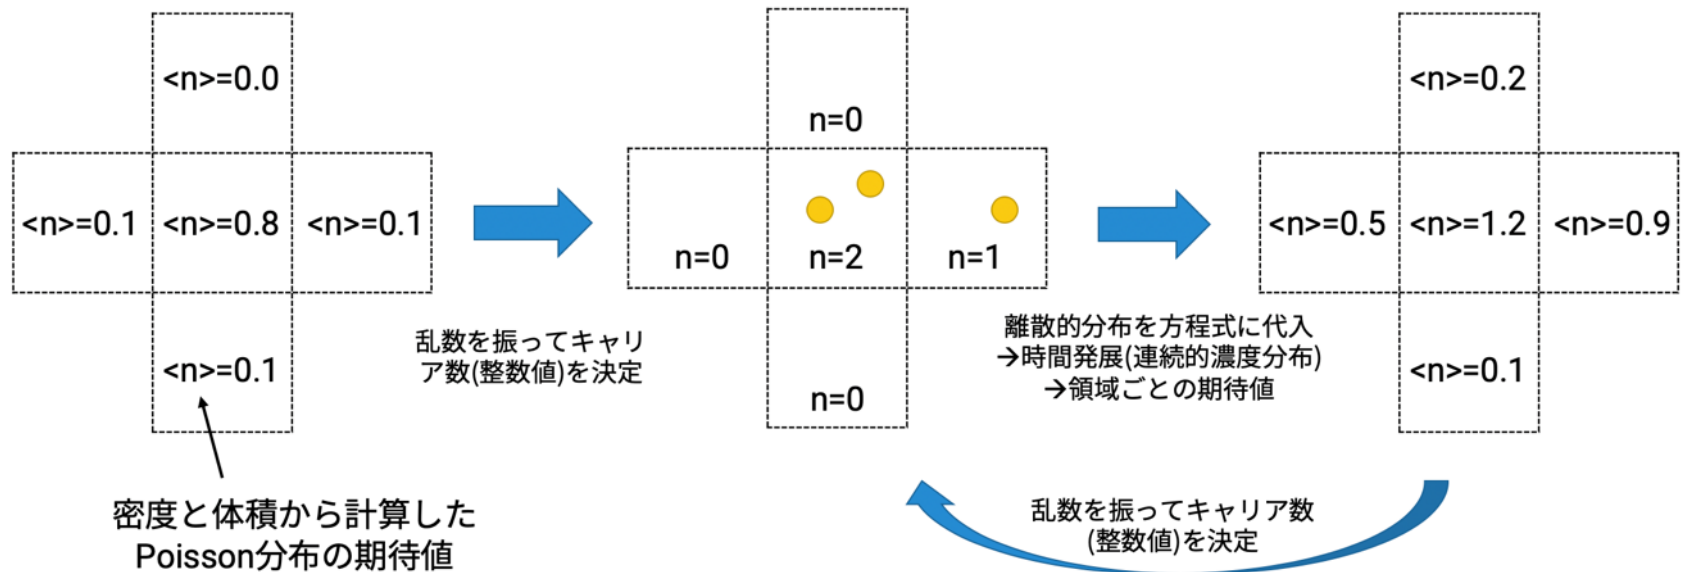 <n>=0.0
<n>=0.1
<n>=0.8
<n>=0.1
<n>=0.1
密度と体積から計算した
Poisson分布の期待値
乱数を振ってキャリ
ア数(整数値)を決定
n=0
n=0
n=2
n=1
n=0
離散的分布を方程式に代入
→時間発展(連続的濃度分布)
→領域ごとの期待値
<n>=0.2
<n>=0.5
<n>=1.2
<n>=0.9
<n>=0.1
乱数を振ってキャリア数
(整数値)を決定